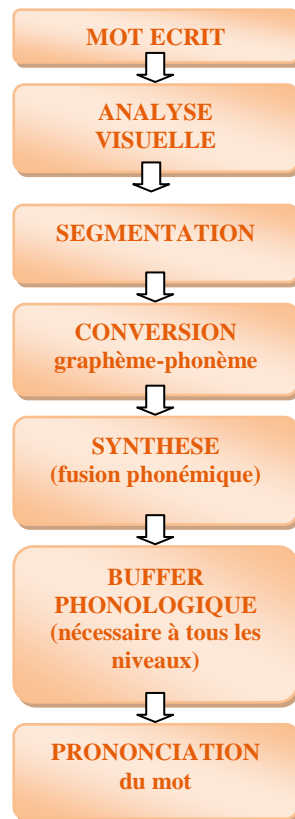 MOT ECRIT
ANALYSE
VISUELLE
SEGMENTATION
CONVERSION
graphème-phonème
SYNTHESE
(fusion phonémique)
BUFFER
PHONOLOGIQUE
(nécessaire à tous les
niveaux)
PRONONCIATION
du mot